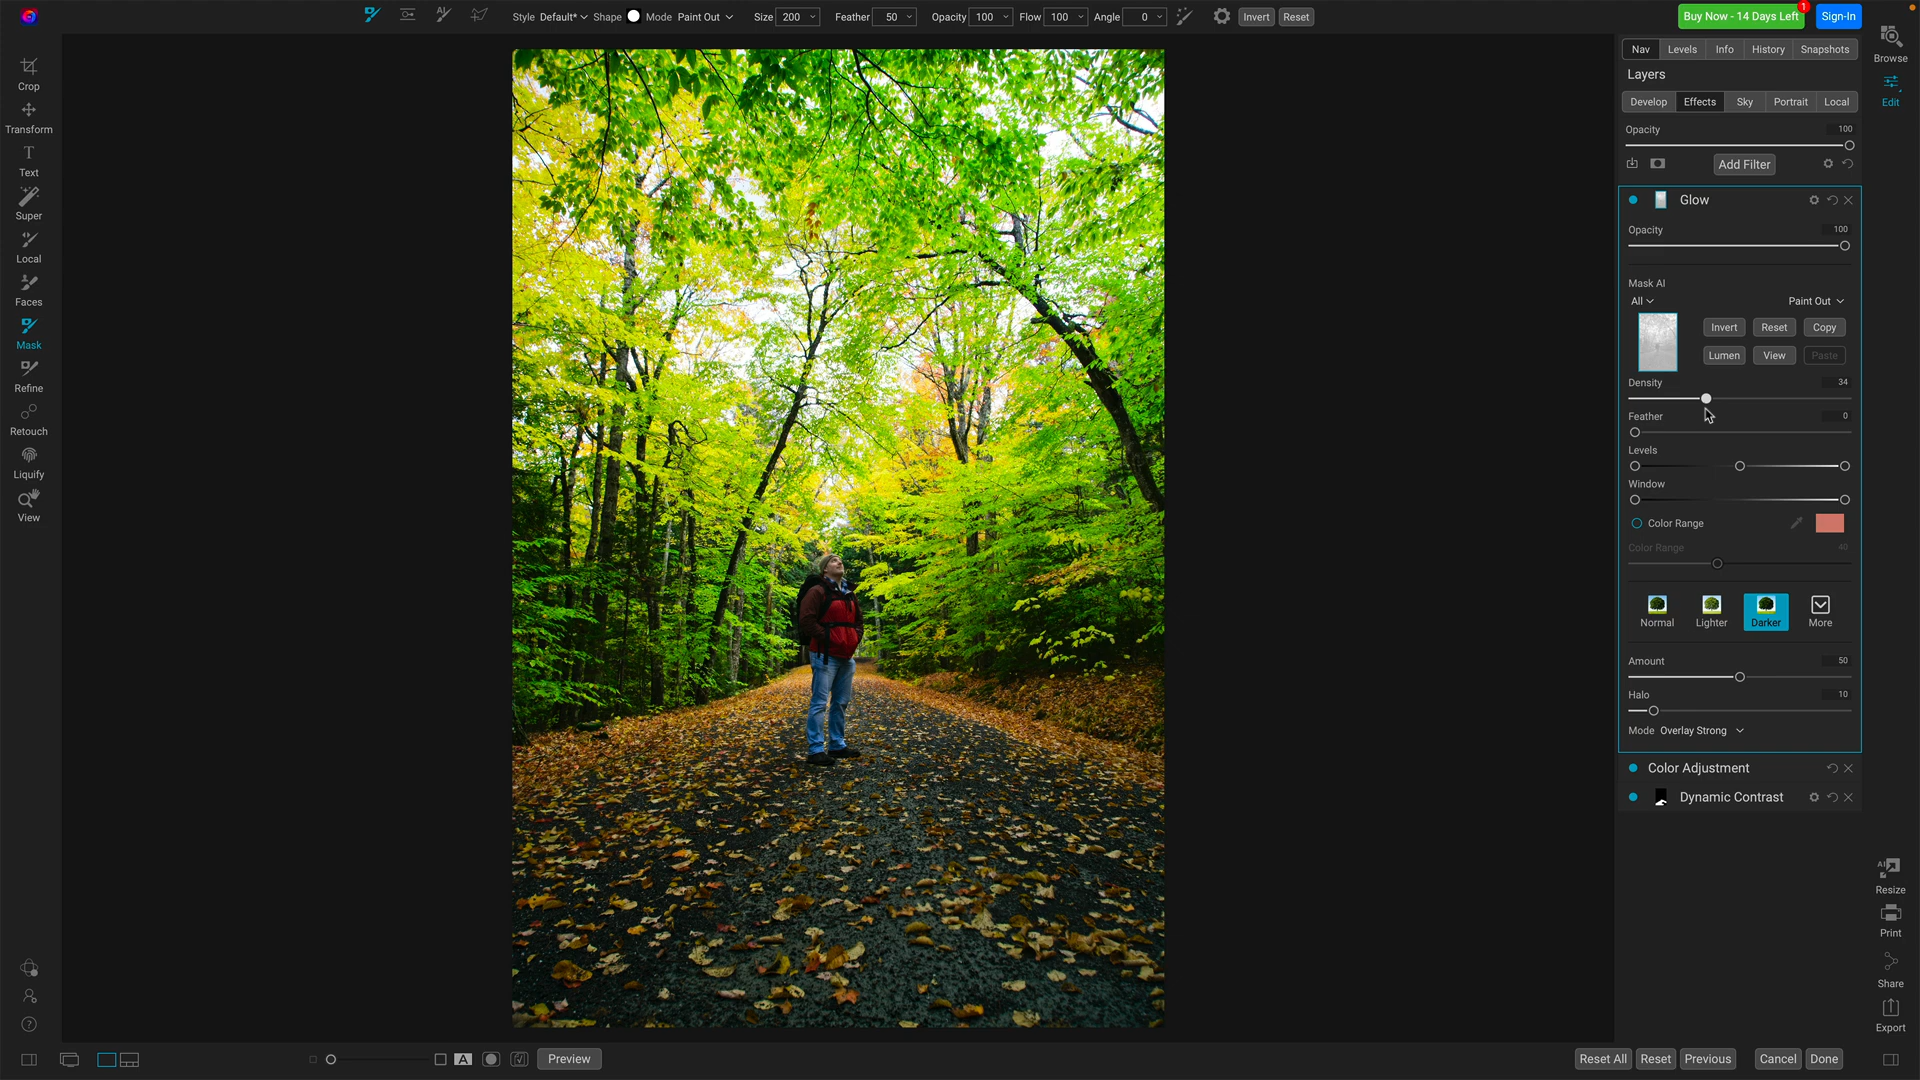 Style Default* Shape Mode Paint Out Size 200 Feather 50 Opacity 100 Flow 100 Angle 0 Invert Reset
Buy Now - 14 Days Left 1 Sign-In
Crop
Transform
T
Text
Super
Local
Faces
Mask
Refine
Retouch
Liquify
View
Nav Levels Info History Snapshots
Browse
Layers
Edit
Develop Effects Sky Portrait Local
Opacity 100
Add Filter
Glow
Opacity 100
Mask AI
All Paint Out
Invert Reset Copy
Lumen View Paste
Density 34
Feather 0
Levels
Window
Color Range
Color Range 40
Normal Lighter Darker More
Amount 50
Halo 10
Mode Overlay Strong
Color Adjustment
Dynamic Contrast
AI
Resize
Print
Share
Export
?
A Preview
Reset All Reset Previous Cancel Done